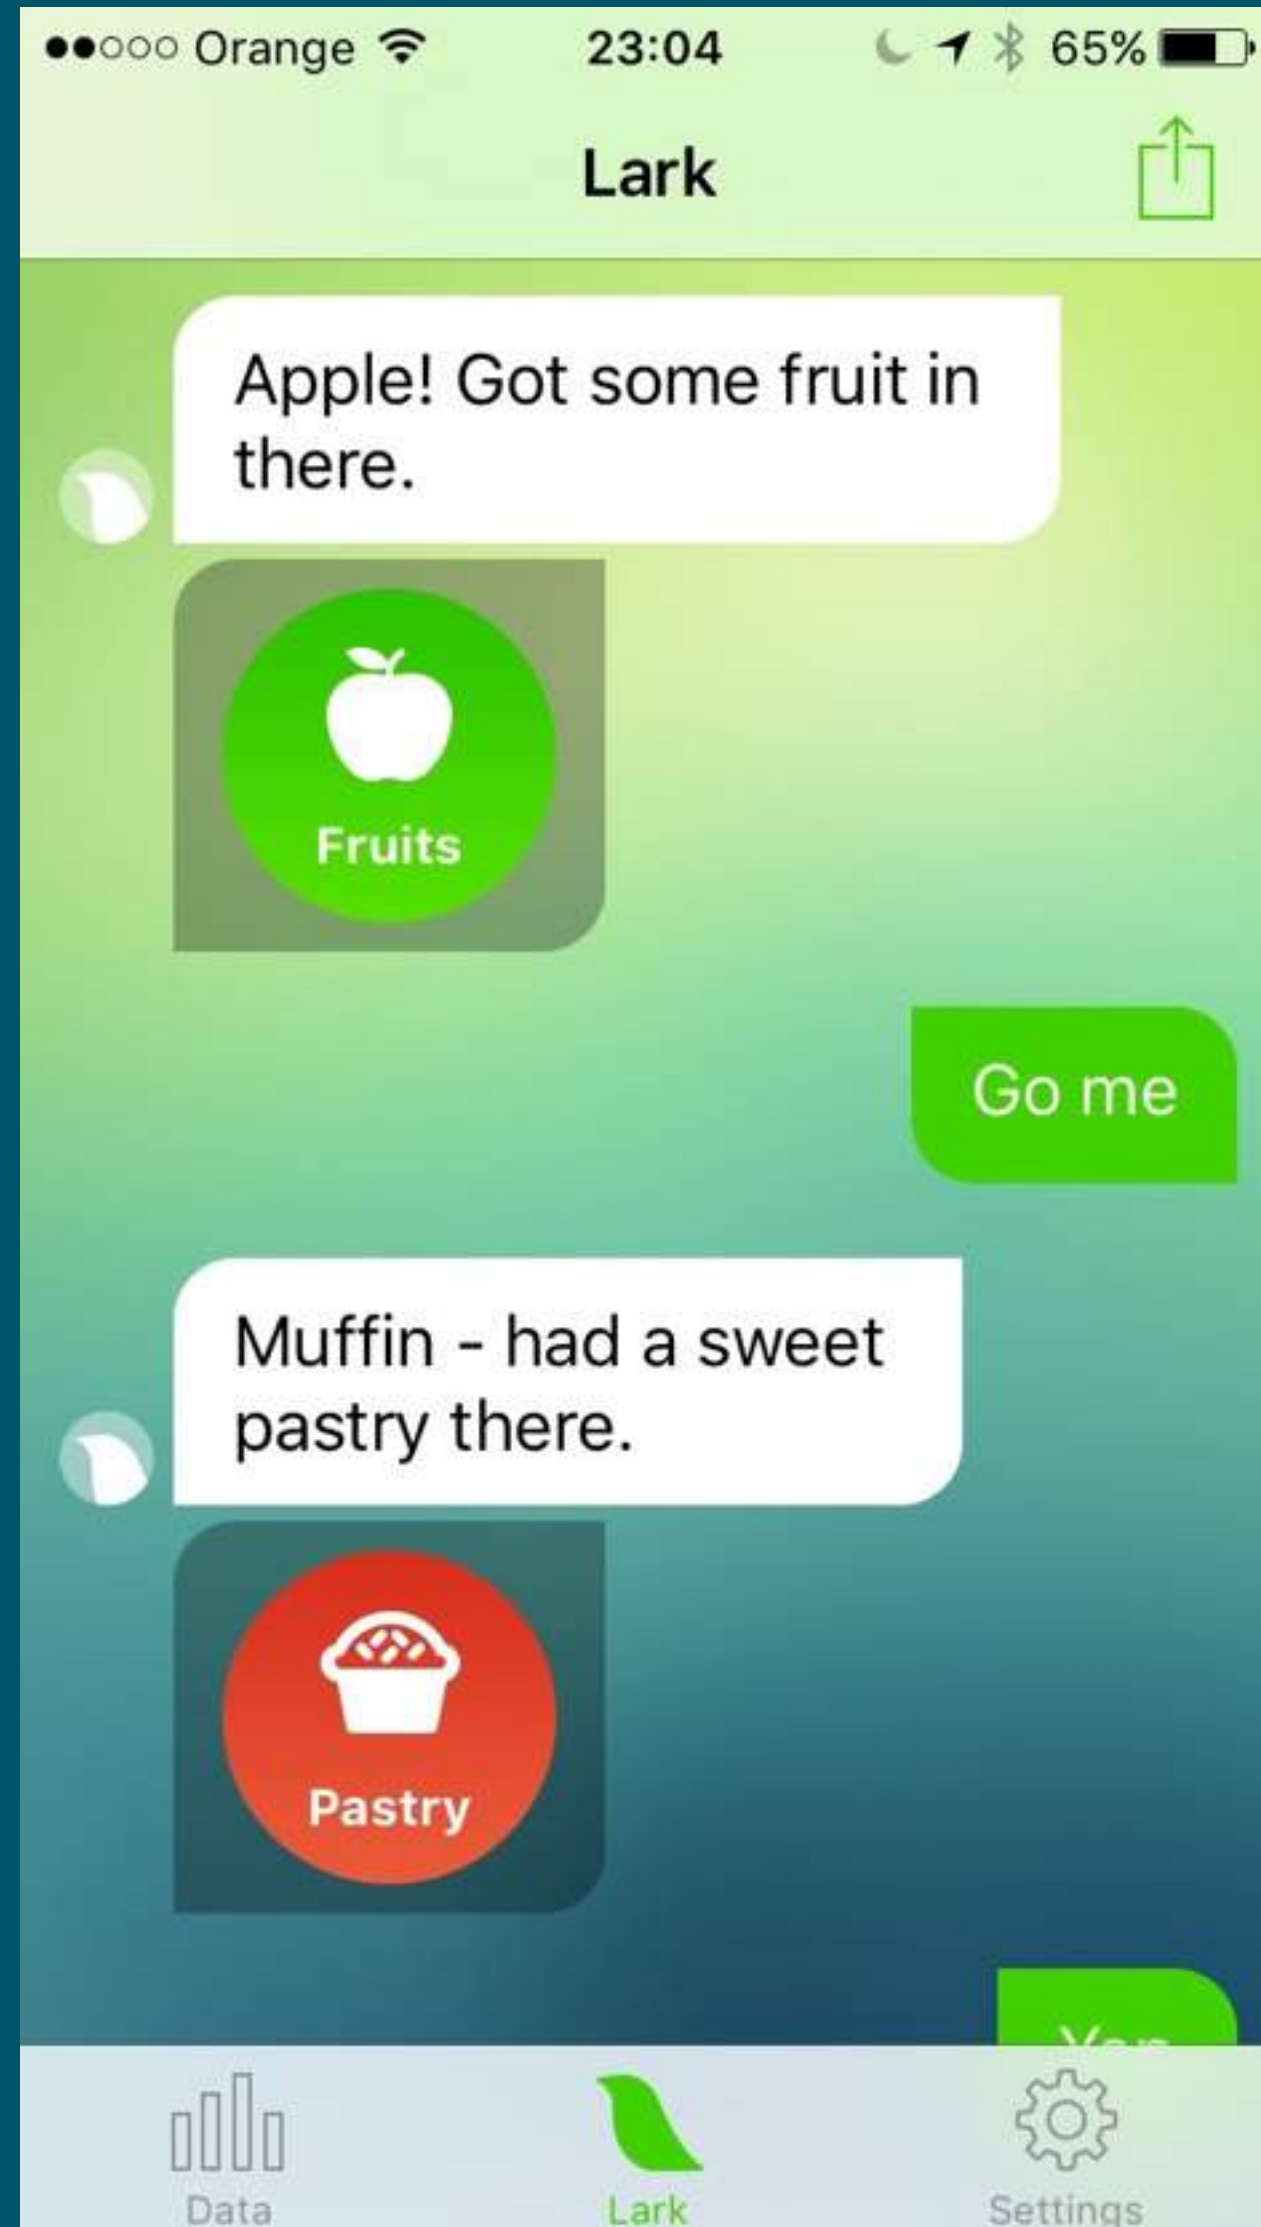 Orange 23:04 65%
Lark
Apple! Got some fruit in
there.
Fruits
Go me
Muffin - had a sweet
pastry there.
Pastry
Data Lark Settings